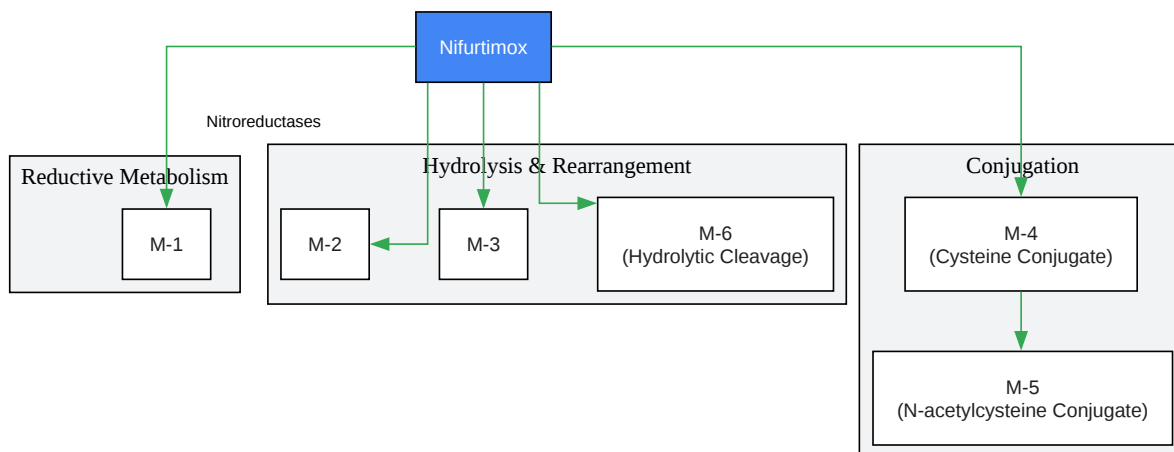 Nifurtimox
Nitroreductases
Reductive Metabolism
M-1
Hydrolysis & Rearrangement
M-2
M-3
M-6
(Hydrolytic Cleavage)
Conjugation
M-4
(Cysteine Conjugate)
M-5
(N-acetylcysteine Conjugate)